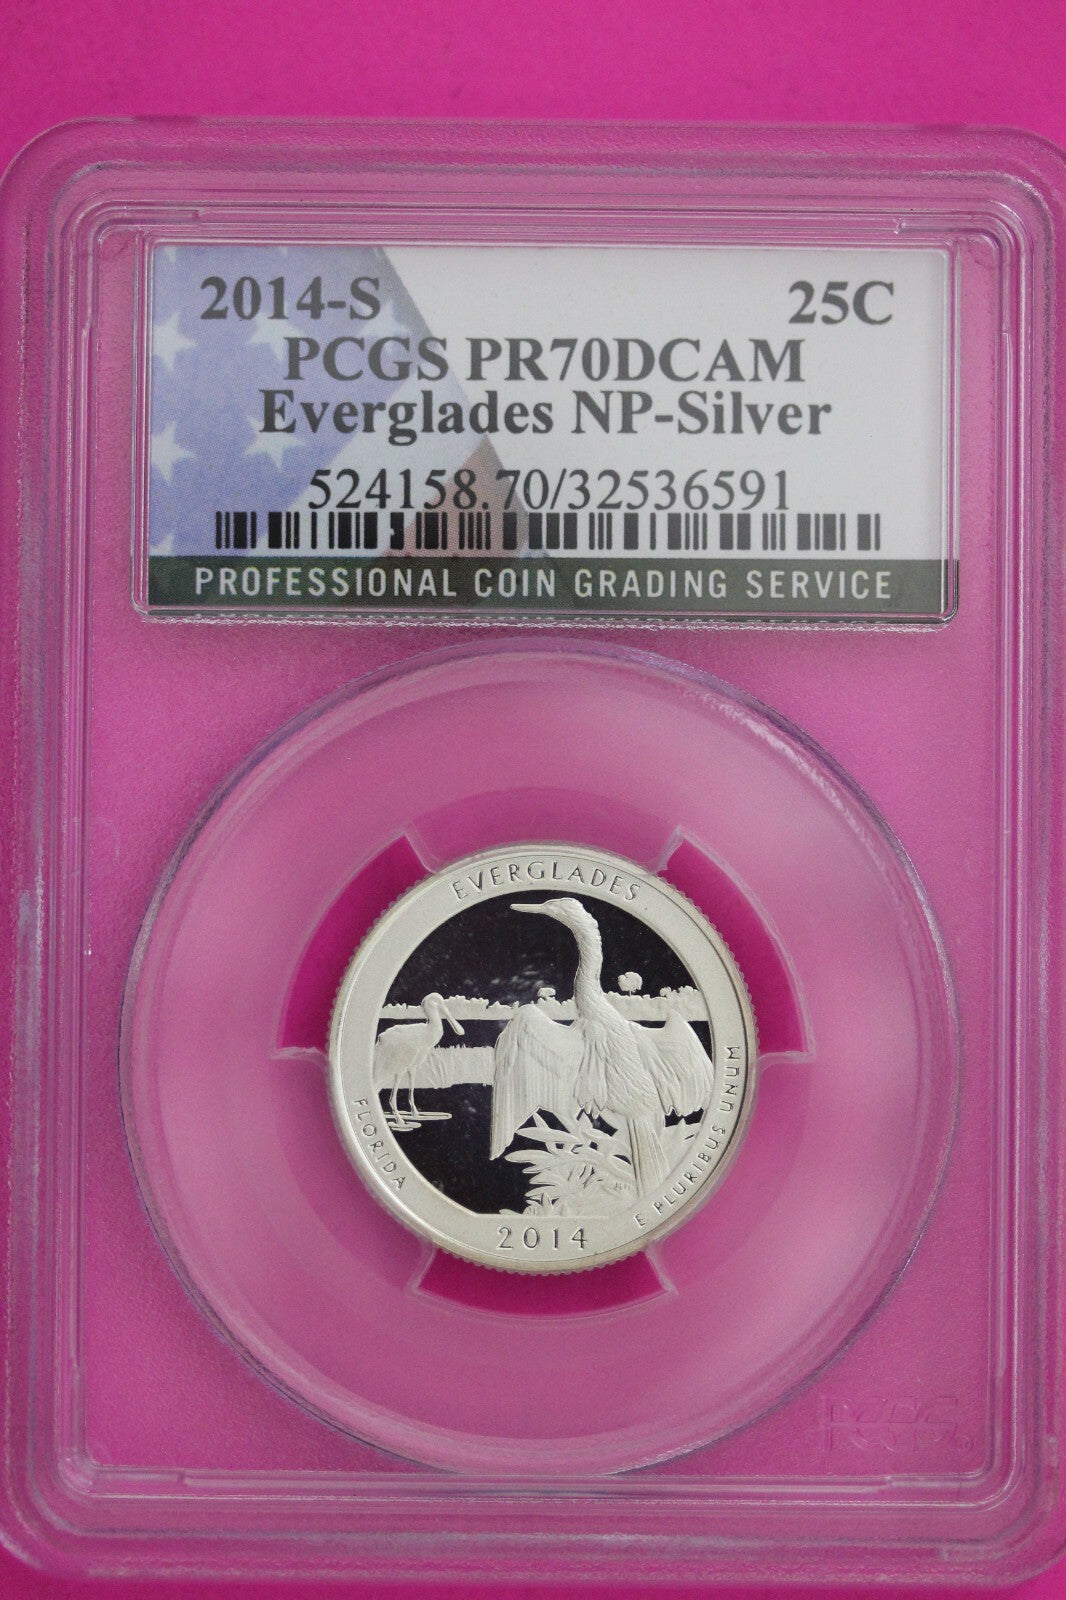 2014-S 25C
PCGS PR70DCAM
Everglades NP-Silver
524158.70/32536591
PROFESSIONAL COIN GRADING SERVICE
EVERGLADES
FLORIDA
E PLURIBUS UNUM
2014
PCGS